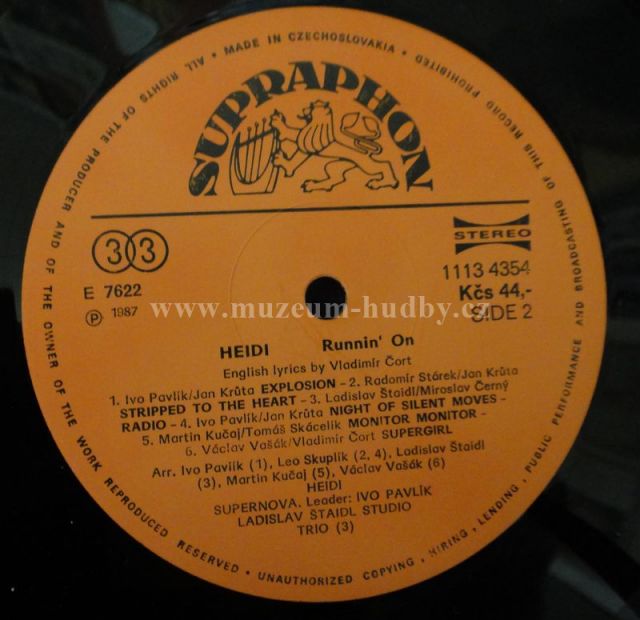 • MADE IN CZECHOSLOVAKIA • ALL RIGHTS OF THE PRODUCER AND OF THE OWNER OF THE WORK REPRODUCED RESERVED • UNAUTHORIZED COPYING, HIRING, LENDING, PUBLIC PERFORMANCE AND BROADCASTING OF THIS RECORD PROHIBITED
SUPRAPHON
33
STEREO
E 7622
1113 4354
Ⓟ 1987
Kčs 44,-
SIDE 2
www.muzeum-hudby.cz
HEIDI Runnin' On
English lyrics by Vladimír Čort
1. Ivo Pavlík/Jan Krůta EXPLOSION – 2. Radomír Stárek/Jan Krůta
STRIPPED TO THE HEART – 3. Ladislav Štaidl/Miroslav Černý
RADIO – 4. Ivo Pavlík/Jan Krůta NIGHT OF SILENT MOVES –
5. Martin Kučaj/Tomáš Skácelik MONITOR MONITOR –
6. Václav Vašák/Vladimír Čort SUPERGIRL
Arr. Ivo Pavlík (1), Leo Skuplík (2, 4), Ladislav Štaidl
(3), Martin Kučaj (5), Václav Vašák (6)
HEIDI
SUPERNOVA. Leader: IVO PAVLÍK
LADISLAV ŠTAIDL STUDIO
TRIO (3)